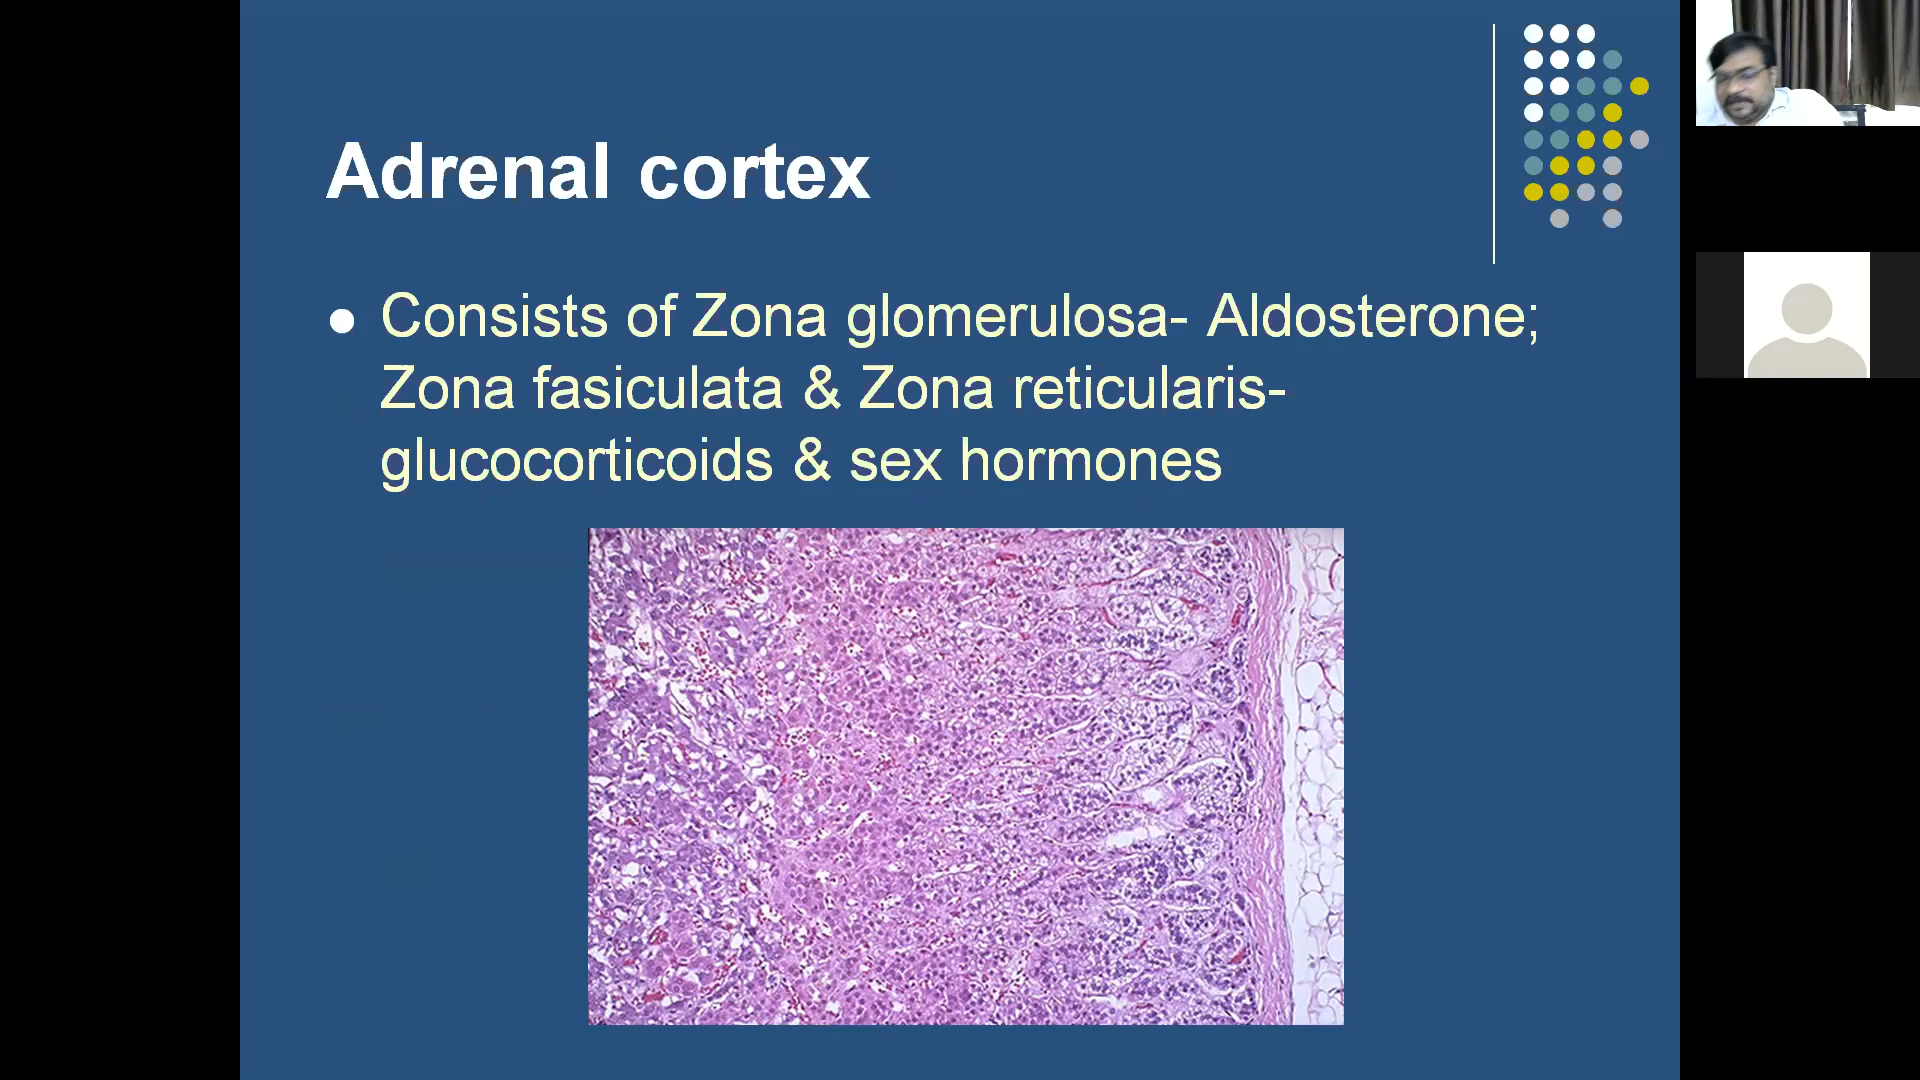 Adrenal cortex
Consists of Zona glomerulosa- Aldosterone;
Zona fasiculata & Zona reticularis-
glucocorticoids & sex hormones